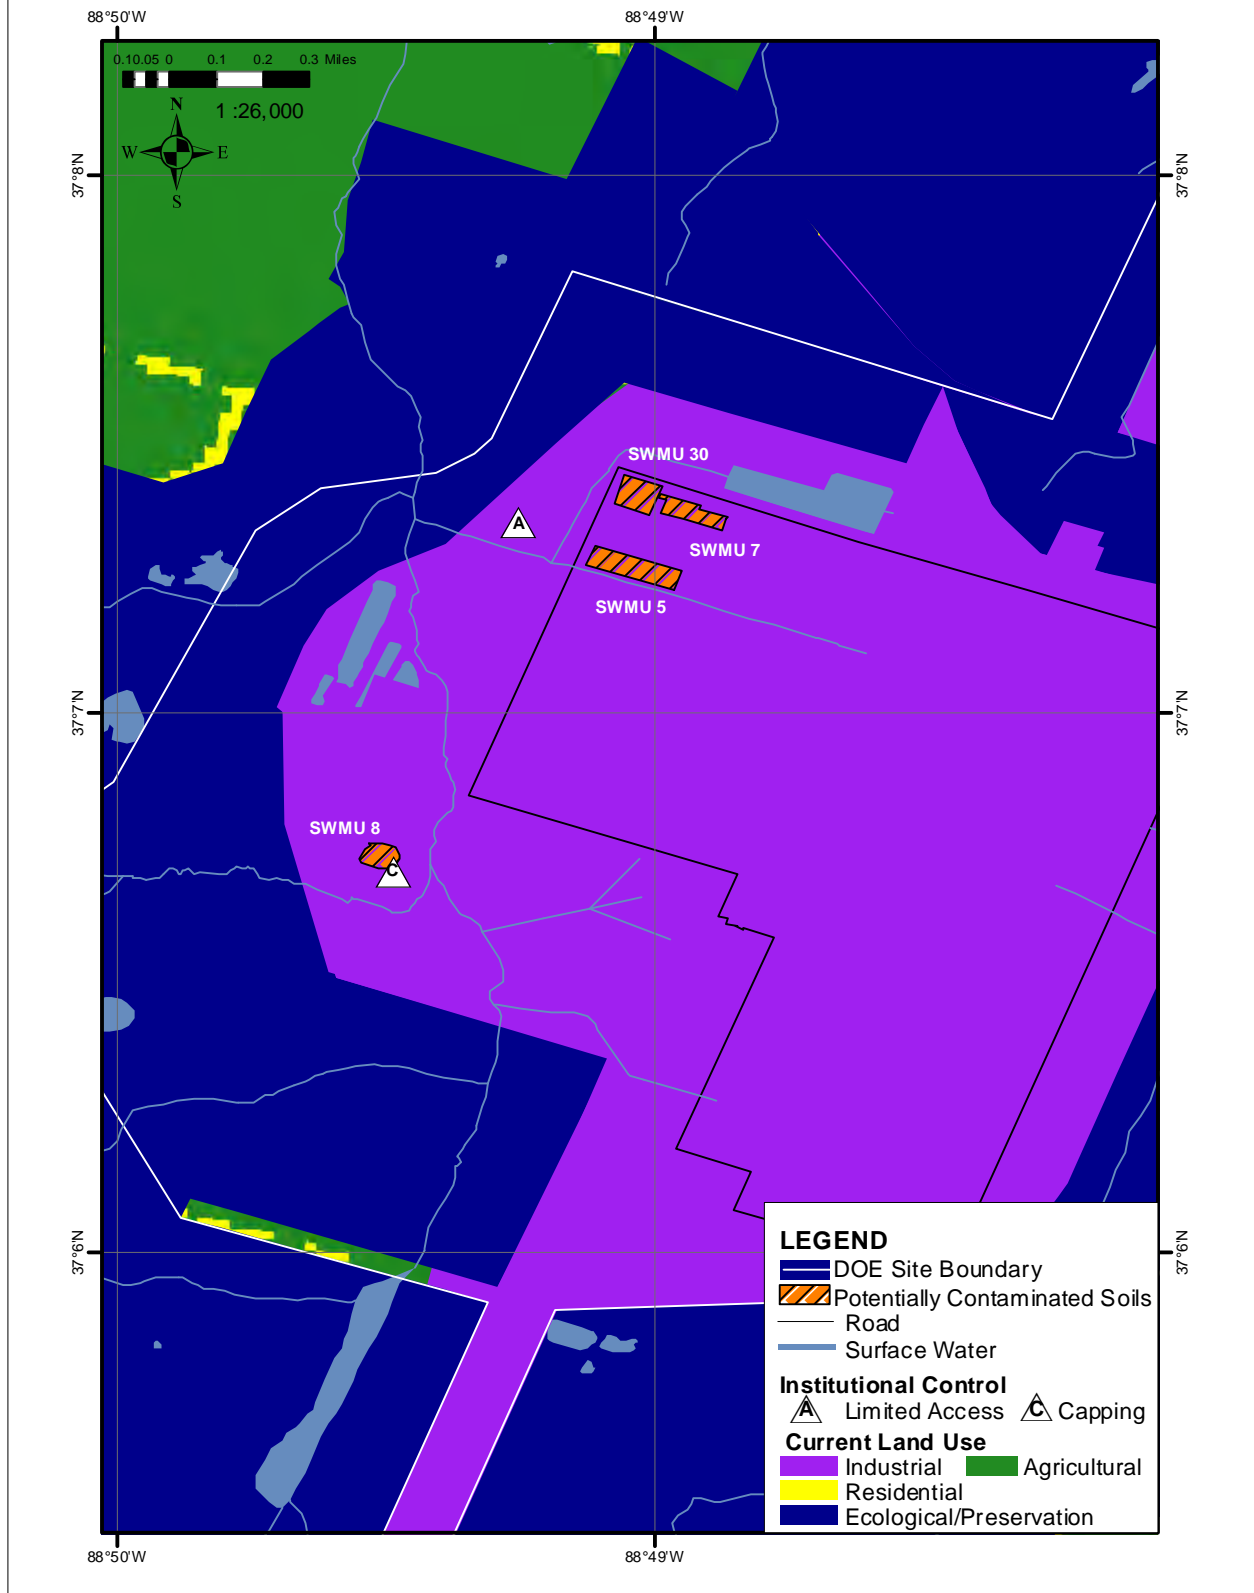 88°50'W 88°49'W
0.10.05 0 0.1 0.2 0.3 Miles
1 :26,000
N
W E
S
37°8'N 37°8'N
SWMU 30
A
SWMU 7
SWMU 5
37°7'N 37°7'N
SWMU 8
C
37°6'N 37°6'N
LEGEND
DOE Site Boundary
Potentially Contaminated Soils
Road
Surface Water
Institutional Control
A Limited Access C Capping
Current Land Use
Industrial Agricultural
Residential
Ecological/Preservation
88°50'W 88°49'W